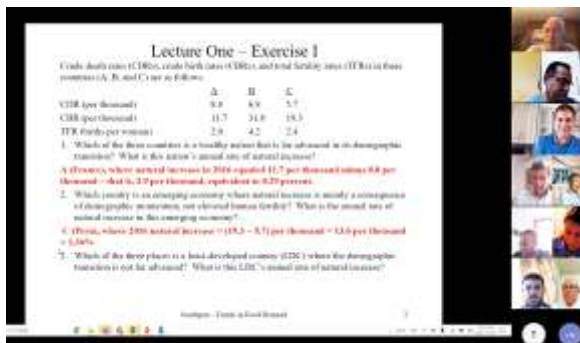 Lecture One – Exercise 1
Crude death rates (CDRs), crude birth rates (CBRs), and total fertility rates (TFRs) in three
countries (A, B, and C) are as follows:
A B C
CDR (per thousand) 8.8 6.9 5.7
CBR (per thousand) 11.7 31.9 19.3
TFR (births per woman) 2.0 4.2 2.4
1. Which of the three countries is a wealthy nation that is far advanced in its demographic
transition? What is this nation's annual rate of natural increase?
A (France), where natural increase in 2016 equaled 11.7 per thousand minus 8.8 per
thousand – that is, 2.9 per thousand, equivalent to 0.29 percent.
2. Which country is an emerging economy where natural increase is mostly a consequence
of demographic momentum, not elevated human fertility? What is the annual rate of
natural increase in this emerging economy?
C (Peru), where 2016 natural increase = (19.3 – 5.7) per thousand = 13.6 per thousand
= 1.36%
3. Which of the three places is a least developed country (LDC) where the demographic
transition is not far advanced? What is this LDC's annual rate of natural increase?